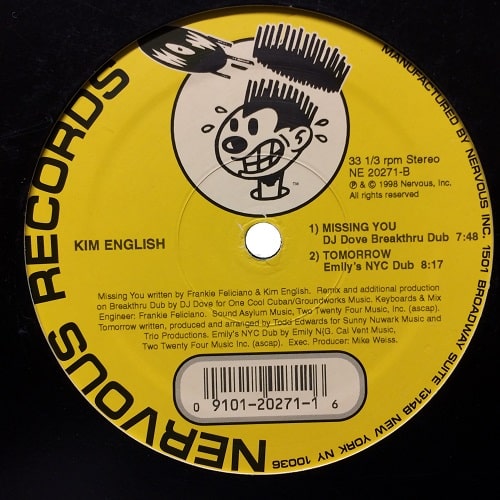 NERVOUS RECORDS
MANUFACTURED BY NERVOUS INC. 1501 BROADWAY SUITE 1314B NEW YORK NY 10036
TM
33 1/3 rpm Stereo
NE 20271-B
℗ & © 1998 Nervous, Inc.
All rights reserved
KIM ENGLISH
1) MISSING YOU
DJ Dove Breakthru Dub 7:48
2) TOMORROW
Emily's NYC Dub 8:17
Missing You written by Frankie Feliciano & Kim English. Remix and additional production
on Breakthru Dub by DJ Dove for One Cool Cuban/Groundworks Music. Keyboards & Mix
Engineer: Frankie Feliciano. Sound Asylum Music, Two Twenty Four Music Inc. (ascap).
Tomorrow written, produced and arranged by Todd Edwards for Sunny Nuwark Music and
Trio Productions. Emily's NYC Dub by Emily N(G. Cal Vent Music,
Two Twenty Four Music Inc. (ascap). Exec. Producer: Mike Weiss.
0 9101-20271-1 6